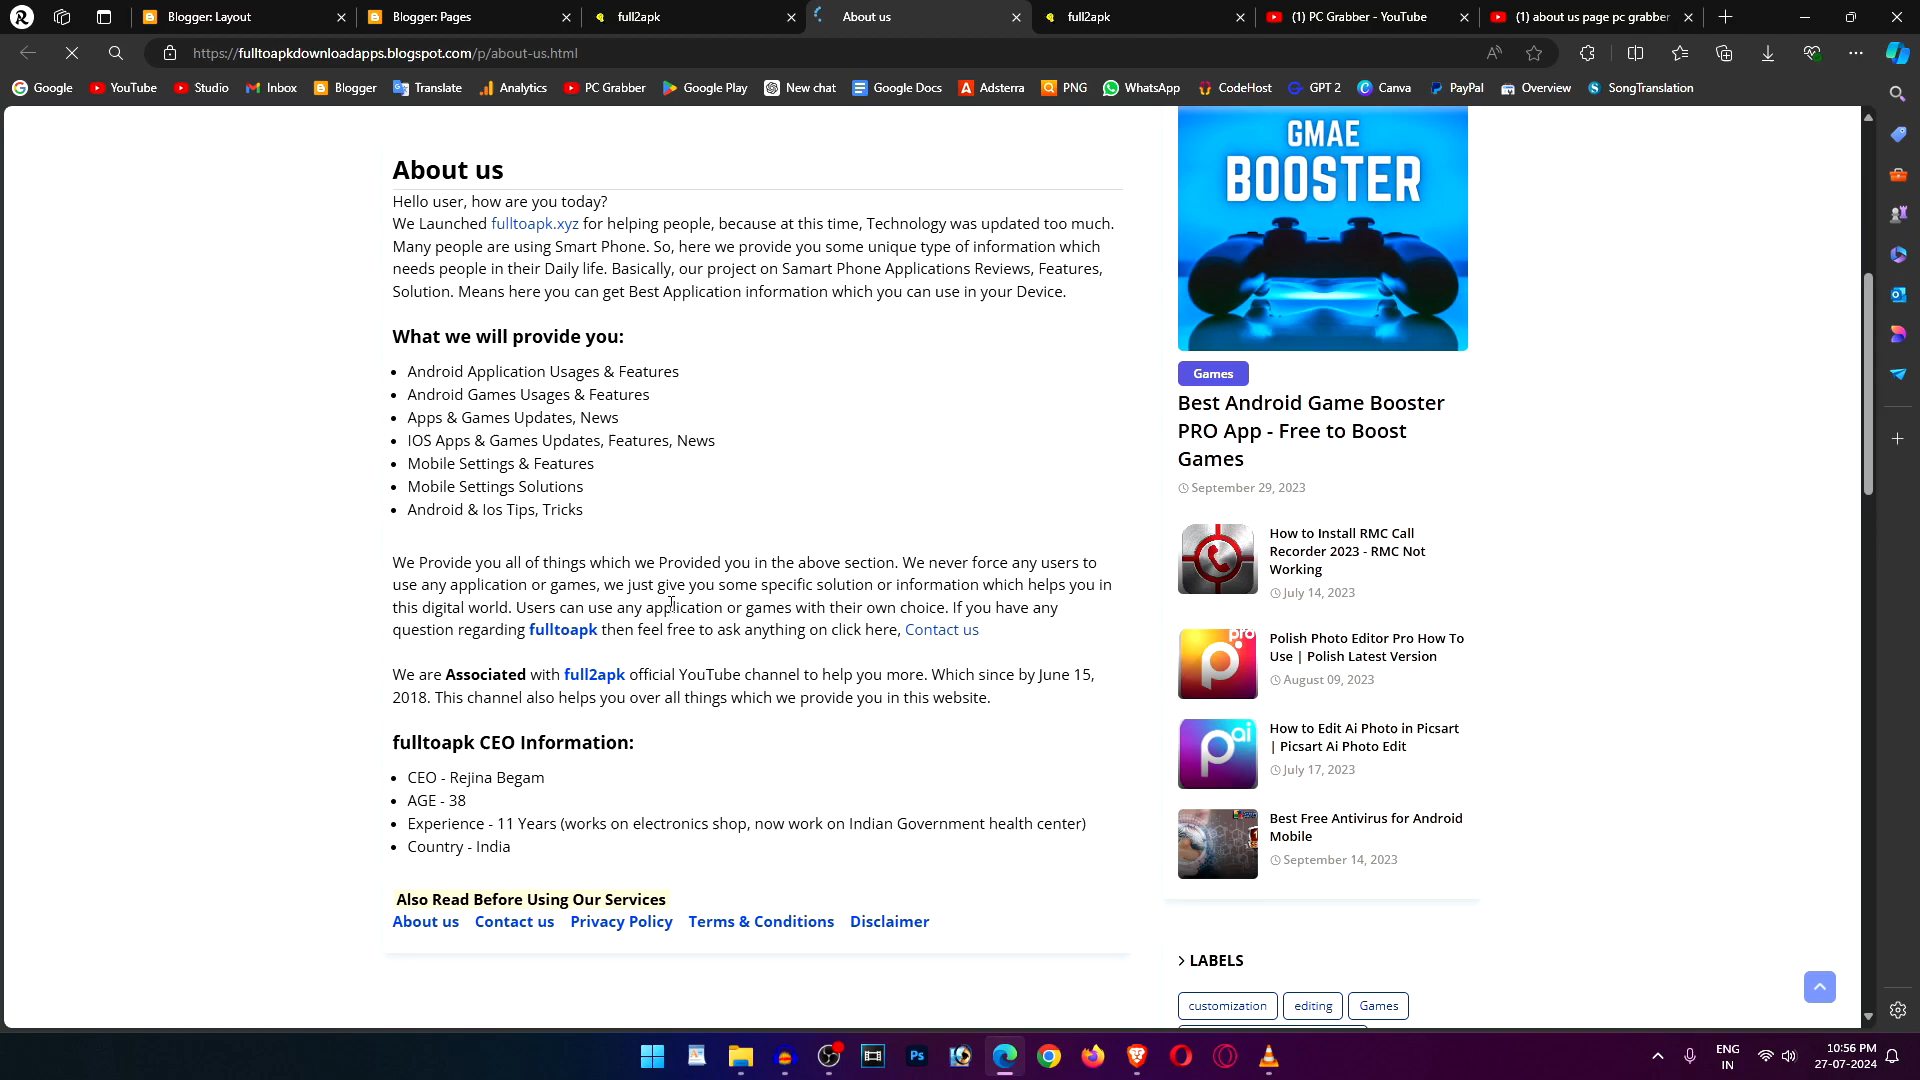 Blogger: Layout
Blogger: Pages
full2apk
About us
full2apk
(1) PC Grabber - YouTube
(1) about us page pc grabber
https://fulltoapkdownloadapps.blogspot.com/p/about-us.html
Google YouTube Studio Inbox Blogger Translate Analytics PC Grabber Google Play New chat Google Docs Adsterra PNG WhatsApp CodeHost GPT 2 Canva PayPal Overview SongTranslation
About us
Hello user, how are you today?
We Launched fulltoapk.xyz for helping people, because at this time, Technology was updated too much.
Many people are using Smart Phone. So, here we provide you some unique type of information which
needs people in their Daily life. Basically, our project on Samart Phone Applications Reviews, Features,
Solution. Means here you can get Best Application information which you can use in your Device.
What we will provide you:
• Android Application Usages & Features
• Android Games Usages & Features
• Apps & Games Updates, News
• IOS Apps & Games Updates, Features, News
• Mobile Settings & Features
• Mobile Settings Solutions
• Android & Ios Tips, Tricks
We Provide you all of things which we Provided you in the above section. We never force any users to
use any application or games, we just give you some specific solution or information which helps you in
this digital world. Users can use any application or games with their own choice. If you have any
question regarding fulltoapk then feel free to ask anything on click here, Contact us
We are Associated with full2apk official YouTube channel to help you more. Which since by June 15,
2018. This channel also helps you over all things which we provide you in this website.
fulltoapk CEO Information:
• CEO - Rejina Begam
• AGE - 38
• Experience - 11 Years (works on electronics shop, now work on Indian Government health center)
• Country - India
Also Read Before Using Our Services
About us Contact us Privacy Policy Terms & Conditions Disclaimer
GMAE
BOOSTER
Games
Best Android Game Booster
PRO App - Free to Boost
Games
September 29, 2023
How to Install RMC Call
Recorder 2023 - RMC Not
Working
July 14, 2023
pro
Polish Photo Editor Pro How To
Use | Polish Latest Version
August 09, 2023
ai
How to Edit Ai Photo in Picsart
| Picsart Ai Photo Edit
July 17, 2023
Best Free Antivirus for Android
Mobile
September 14, 2023
> LABELS
customization editing Games
Ps
ENG
IN
10:56 PM
27-07-2024